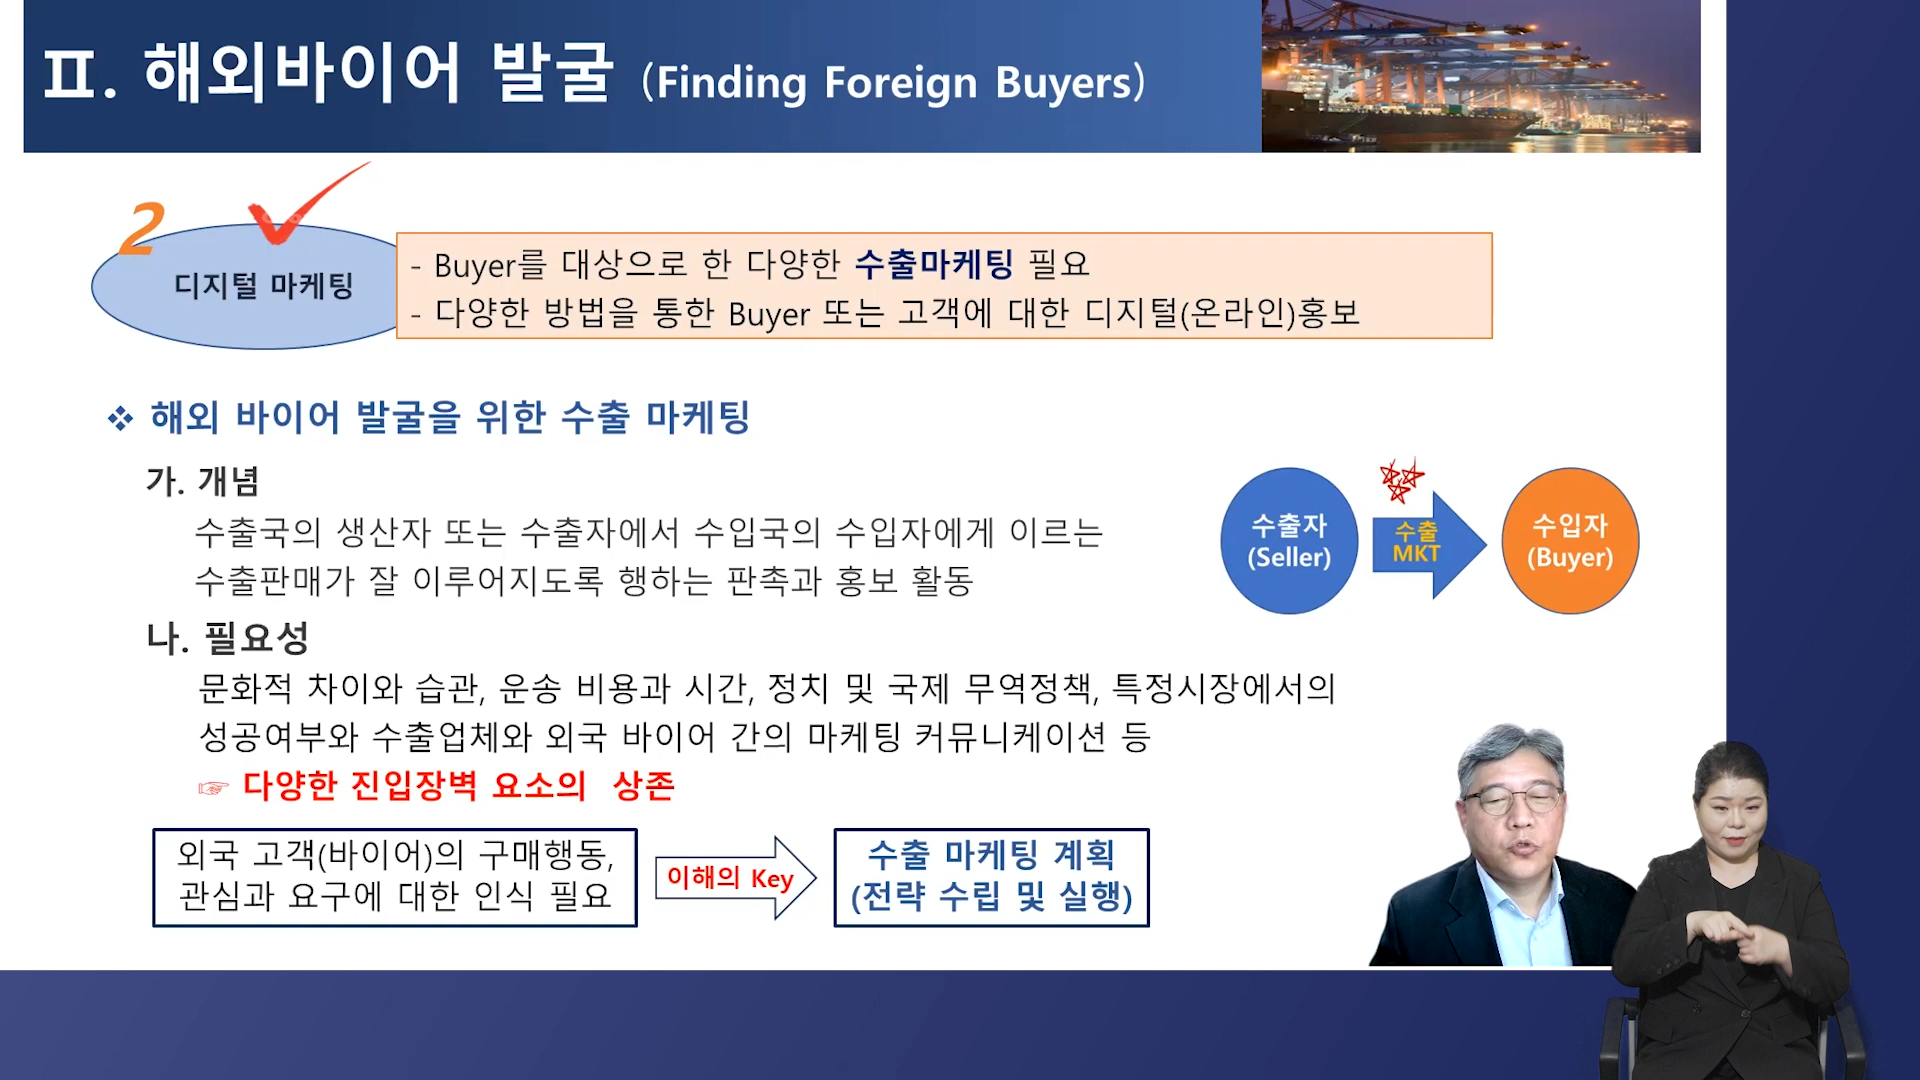 Ⅱ. 해외바이어 발굴 (Finding Foreign Buyers)
2
디지털 마케팅
- Buyer를 대상으로 한 다양한 수출마케팅 필요
- 다양한 방법을 통한 Buyer 또는 고객에 대한 디지털(온라인)홍보
❖ 해외 바이어 발굴을 위한 수출 마케팅
가. 개념
수출국의 생산자 또는 수출자에서 수입국의 수입자에게 이르는
수출판매가 잘 이루어지도록 행하는 판촉과 홍보 활동
수출자
(Seller)
수출
MKT
수입자
(Buyer)
나. 필요성
문화적 차이와 습관, 운송 비용과 시간, 정치 및 국제 무역정책, 특정시장에서의
성공여부와 수출업체와 외국 바이어 간의 마케팅 커뮤니케이션 등
☞ 다양한 진입장벽 요소의 상존
외국 고객(바이어)의 구매행동,
관심과 요구에 대한 인식 필요
이해의 Key
수출 마케팅 계획
(전략 수립 및 실행)